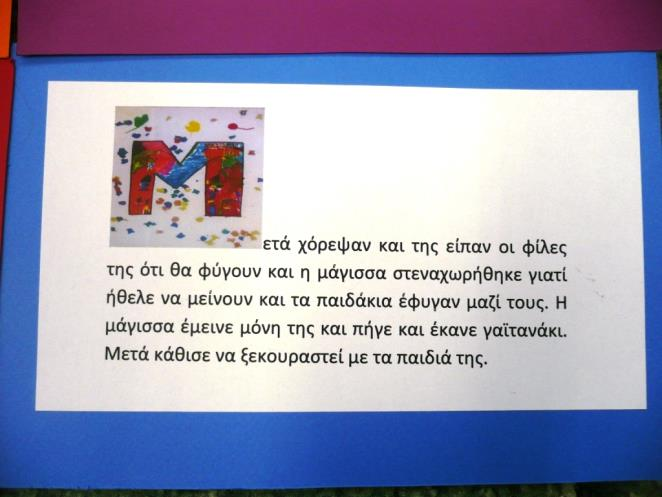 Μετά χόρεψαν και της είπαν οι φίλες
της ότι θα φύγουν και η μάγισσα στεναχωρήθηκε γιατί
ήθελε να μείνουν και τα παιδάκια έφυγαν μαζί τους. Η
μάγισσα έμεινε μόνη της και πήγε και έκανε γαϊτανάκι.
Μετά κάθισε να ξεκουραστεί με τα παιδιά της.